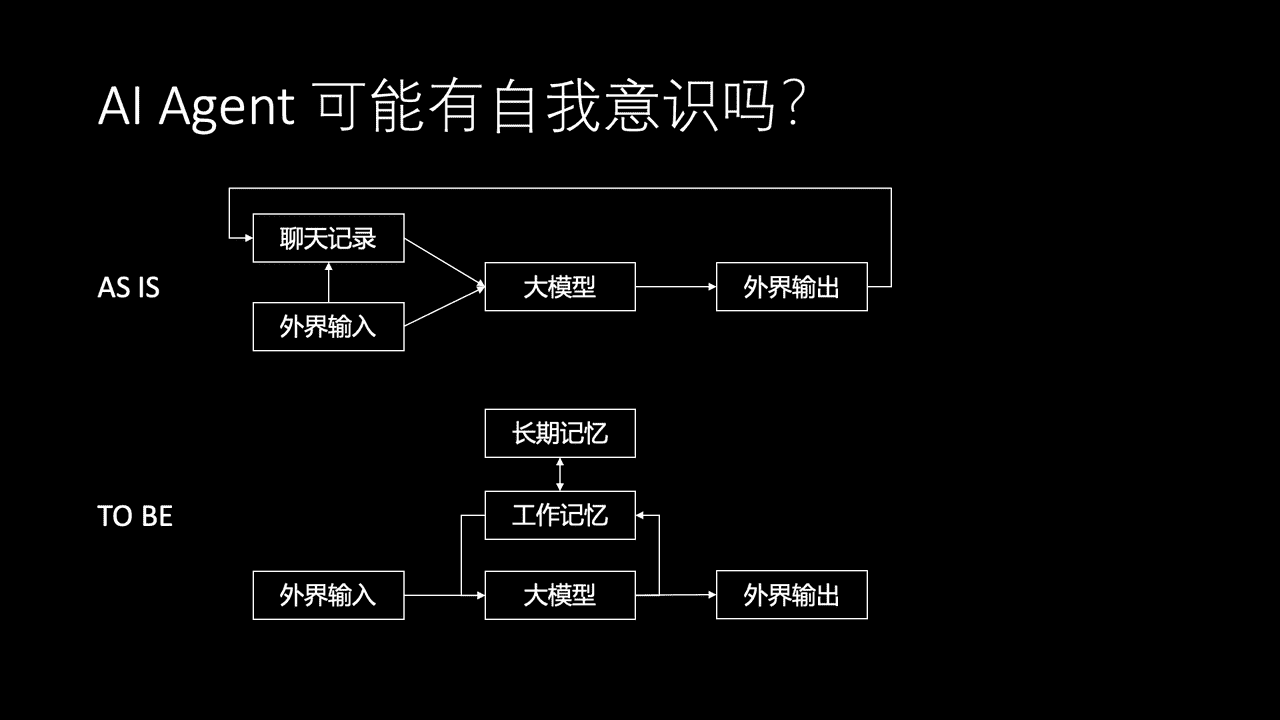 AI Agent 可能有自我意识吗?
AS IS
聊天记录
外界输入
大模型
外界输出
TO BE
长期记忆
工作记忆
外界输入
大模型
外界输出